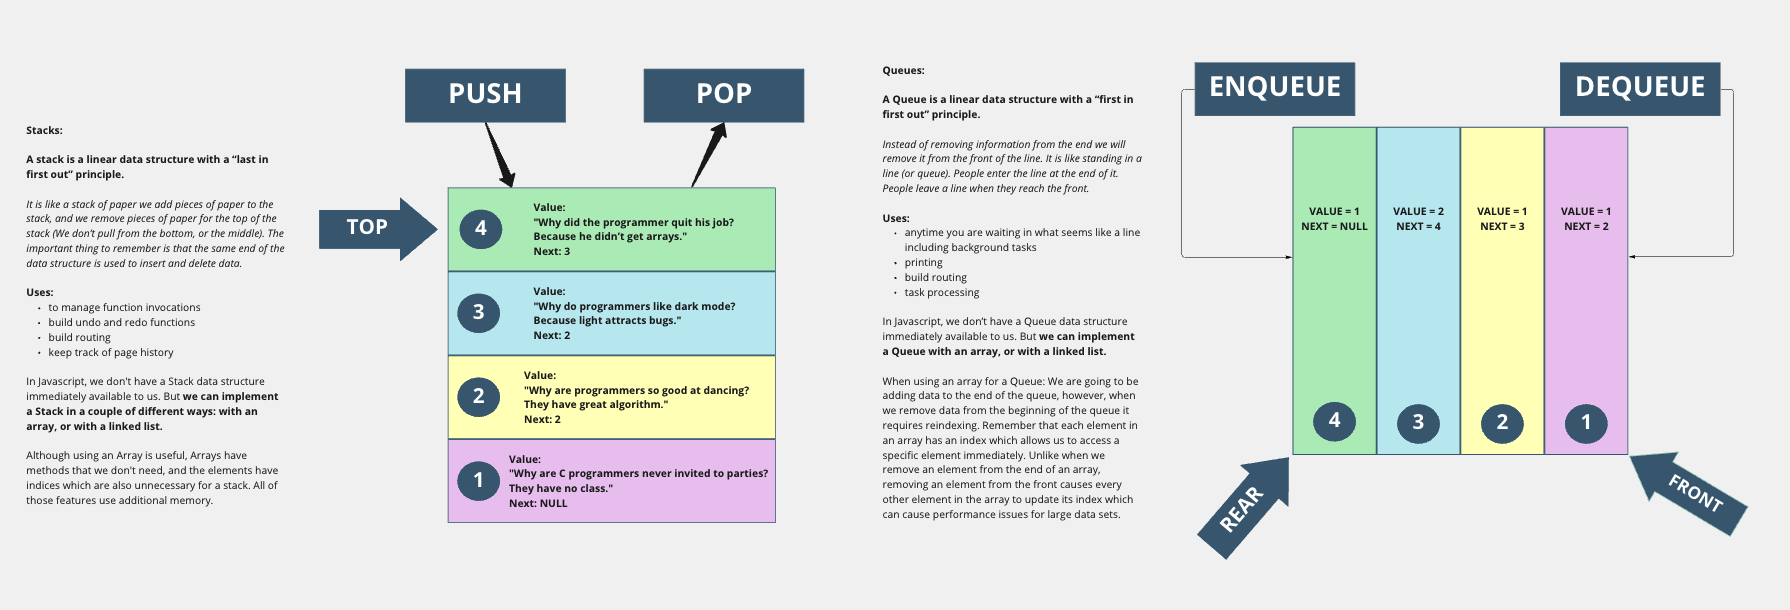 Stacks:
A stack is a linear data structure with a “last in
first out” principle.
It is like a stack of paper we add pieces of paper to the
stack, and we remove pieces of paper for the top of the
stack (We don’t pull from the bottom, or the middle). The
important thing to remember is that the same end of the
data structure is used to insert and delete data.
Uses:
• to manage function invocations
• build undo and redo functions
• build routing
• keep track of page history
In Javascript, we don't have a Stack data structure
immediately available to us. But we can implement
a Stack in a couple of different ways: with an
array, or with a linked list.
Although using an Array is useful, Arrays have
methods that we don't need, and the elements have
indices which are also unnecessary for a stack. All of
those features use additional memory.
PUSH
POP
TOP
4
Value:
"Why did the programmer quit his job?
Because he didn’t get arrays."
Next: 3
3
Value:
"Why do programmers like dark mode?
Because light attracts bugs."
Next: 2
2
Value:
"Why are programmers so good at dancing?
They have great algorithm."
Next: 2
1
Value:
"Why are C programmers never invited to parties?
They have no class."
Next: NULL
Queues:
A Queue is a linear data structure with a “first in
first out” principle.
Instead of removing information from the end we will
remove it from the front of the line. It is like standing in a
line (or queue). People enter the line at the end of it.
People leave a line when they reach the front.
Uses:
• anytime you are waiting in what seems like a line
including background tasks
• printing
• build routing
• task processing
In Javascript, we don’t have a Queue data structure
immediately available to us. But we can implement
a Queue with an array, or with a linked list.
When using an array for a Queue: We are going to be
adding data to the end of the queue, however, when
we remove data from the beginning of the queue it
requires reindexing. Remember that each element in
an array has an index which allows us to access a
specific element immediately. Unlike when we
remove an element from the end of an array,
removing an element from the front causes every
other element in the array to update its index which
can cause performance issues for large data sets.
ENQUEUE
DEQUEUE
VALUE = 1
NEXT = NULL
VALUE = 2
NEXT = 4
VALUE = 1
NEXT = 3
VALUE = 1
NEXT = 2
4
3
2
1
REAR
FRONT